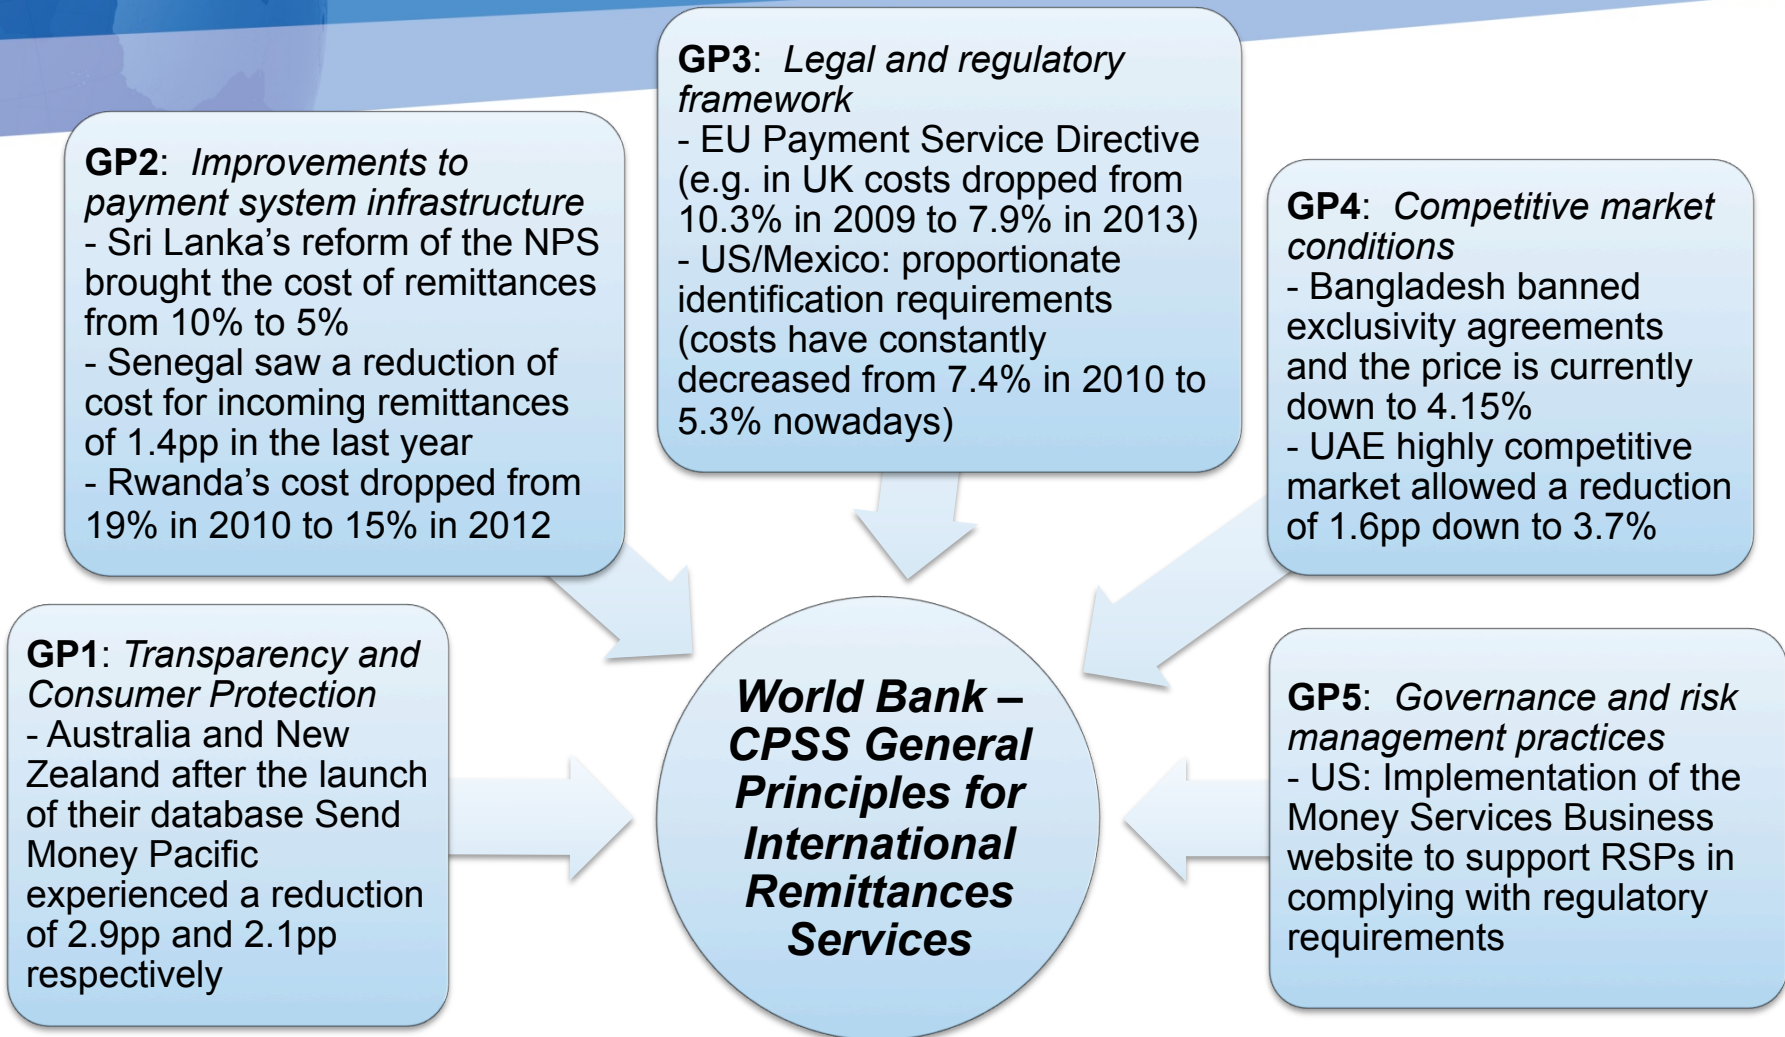 GP3: Legal and regulatory
framework
- EU Payment Service Directive
(e.g. in UK costs dropped from
10.3% in 2009 to 7.9% in 2013)
- US/Mexico: proportionate
identification requirements
(costs have constantly
decreased from 7.4% in 2010 to
5.3% nowadays)
GP2: Improvements to
payment system infrastructure
- Sri Lanka's reform of the NPS
brought the cost of remittances
from 10% to 5%
- Senegal saw a reduction of
cost for incoming remittances
of 1.4pp in the last year
- Rwanda's cost dropped from
19% in 2010 to 15% in 2012
GP4: Competitive market
conditions
- Bangladesh banned
exclusivity agreements
and the price is currently
down to 4.15%
- UAE highly competitive
market allowed a reduction
of 1.6pp down to 3.7%
GP1: Transparency and
Consumer Protection
- Australia and New
Zealand after the launch
of their database Send
Money Pacific
experienced a reduction
of 2.9pp and 2.1pp
respectively
World Bank –
CPSS General
Principles for
International
Remittances
Services
GP5: Governance and risk
management practices
- US: Implementation of the
Money Services Business
website to support RSPs in
complying with regulatory
requirements